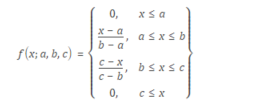 0, x ≤ a
x − a
b − a , a ≤ x ≤ b
f(x; a, b, c) =
c − x
c − b , b ≤ x ≤ c
0, c ≤ x